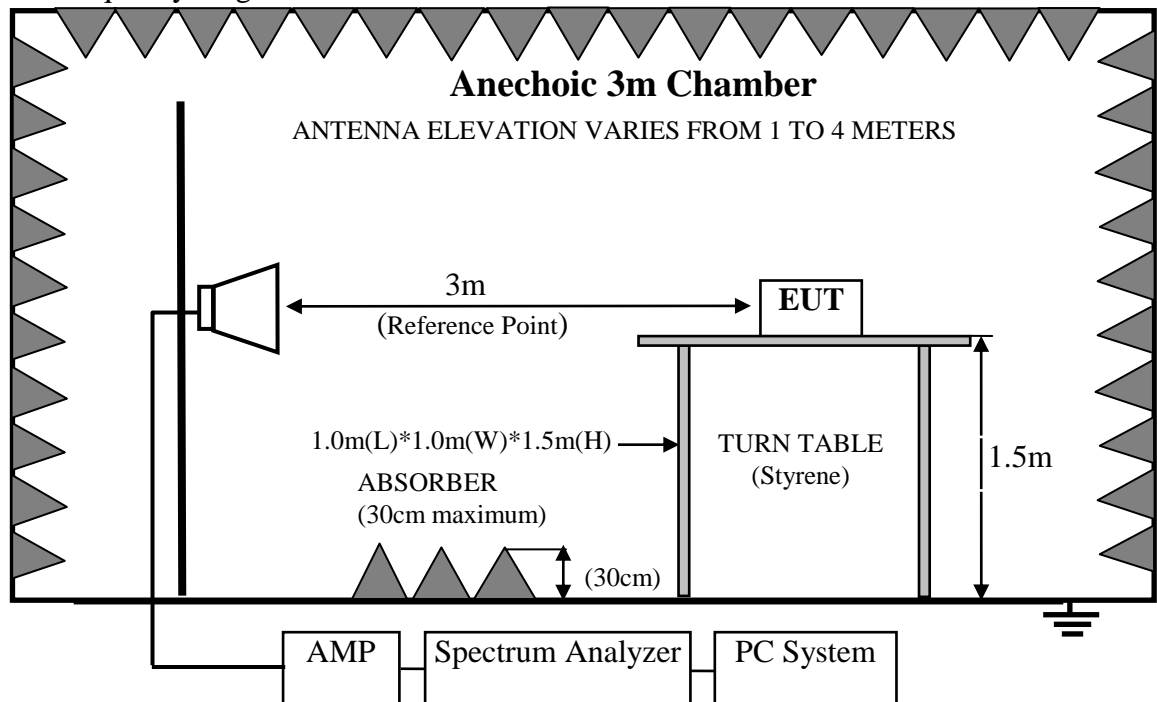 Anechoic 3m Chamber
ANTENNA ELEVATION VARIES FROM 1 TO 4 METERS
3m
(Reference Point)
EUT
1.0m(L)*1.0m(W)*1.5m(H)
TURN TABLE
(Styrene)
1.5m
ABSORBER
(30cm maximum)
(30cm)
AMP
Spectrum Analyzer
PC System